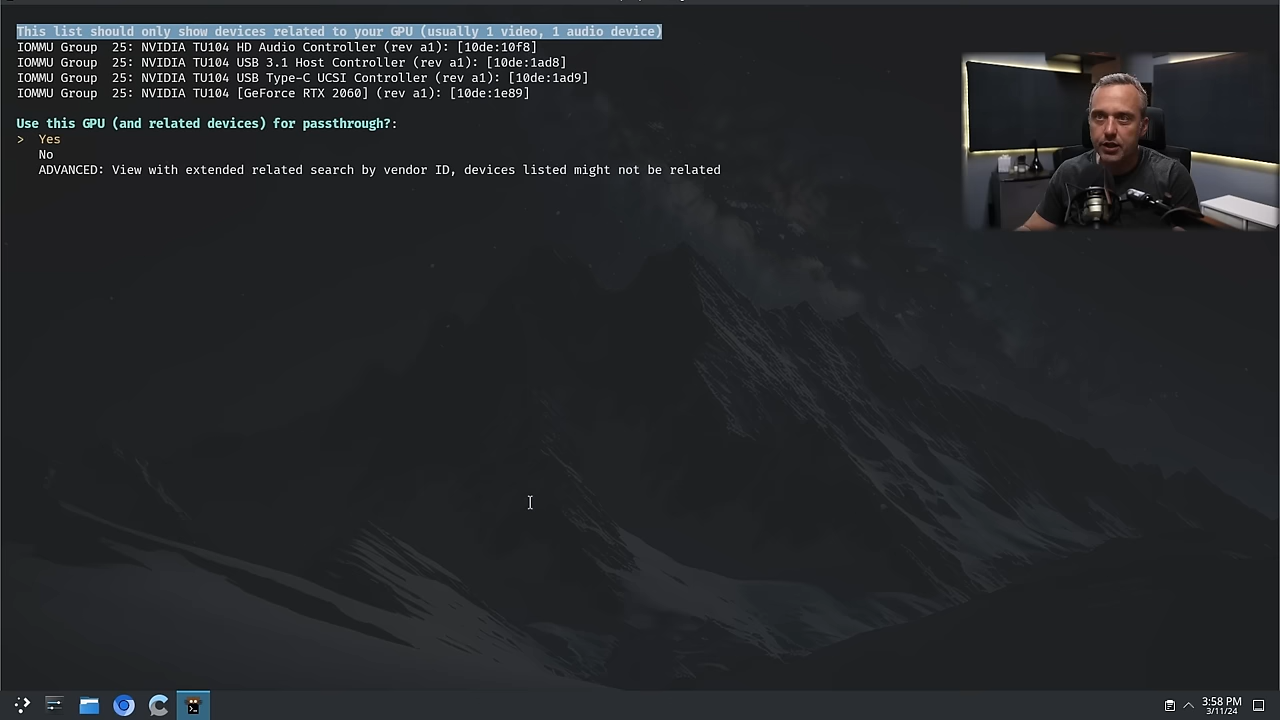 This list should only show devices related to your GPU (usually 1 video, 1 audio device)
IOMMU Group  25: NVIDIA TU104 HD Audio Controller (rev a1): [10de:10f8]
IOMMU Group  25: NVIDIA TU104 USB 3.1 Host Controller (rev a1): [10de:1ad8]
IOMMU Group  25: NVIDIA TU104 USB Type-C UCSI Controller (rev a1): [10de:1ad9]
IOMMU Group  25: NVIDIA TU104 [GeForce RTX 2060] (rev a1): [10de:1e89]
Use this GPU (and related devices) for passthrough?:
> Yes
No
ADVANCED: View with extended related search by vendor ID, devices listed might not be related
3:58 PM
3/11/24